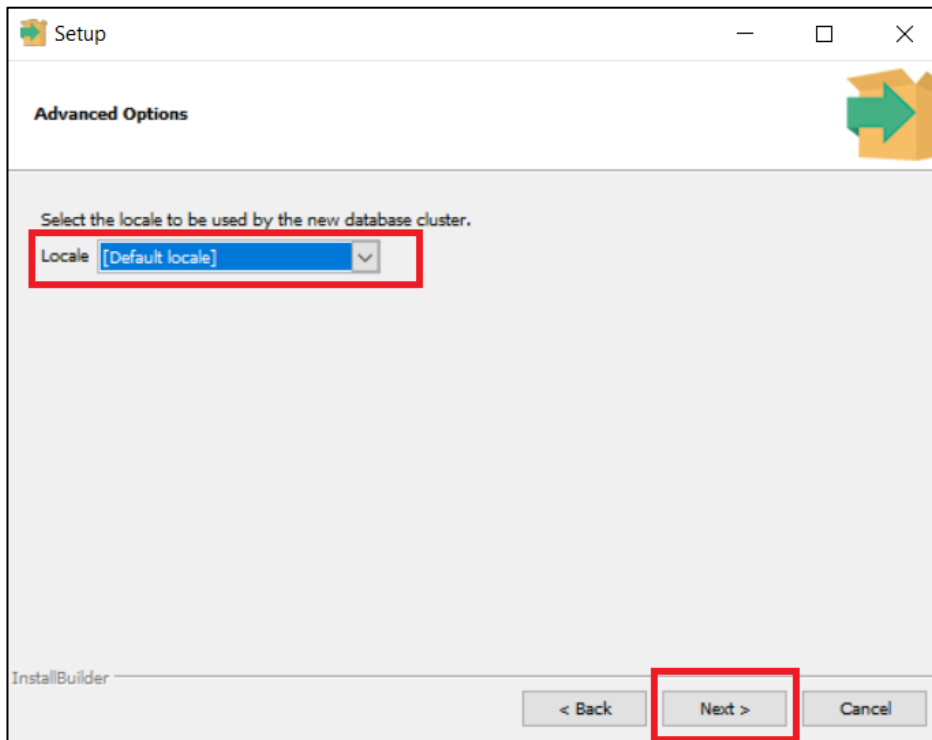 Setup
Advanced Options
Select the locale to be used by the new database cluster.
Locale [Default locale]
InstallBuilder
< Back Next > Cancel